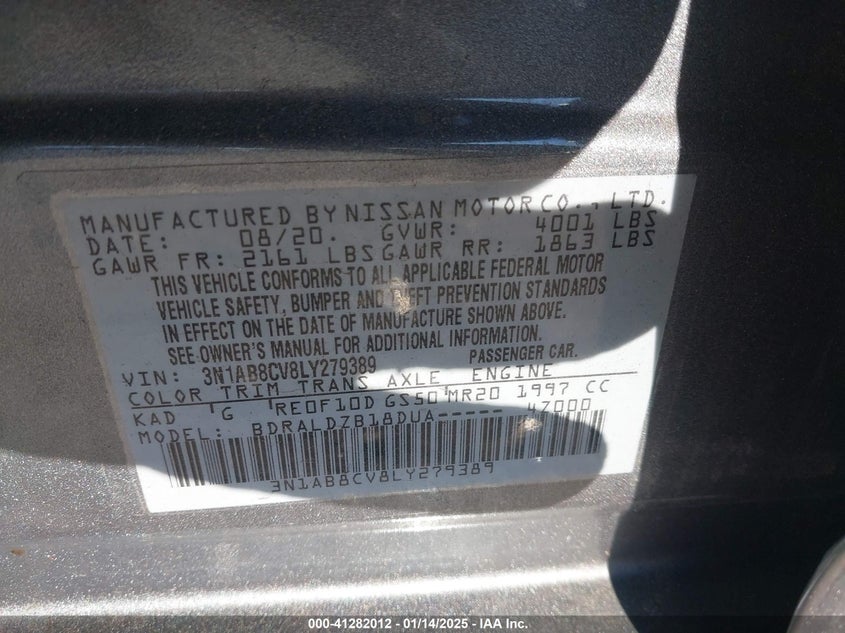 MANUFACTURED BY NISSAN MOTOR CO., LTD.
DATE: 08/20. GVWR: 4001 LBS
GAWR FR: 2161 LBS GAWR RR: 1863 LBS
THIS VEHICLE CONFORMS TO ALL APPLICABLE FEDERAL MOTOR
VEHICLE SAFETY, BUMPER AND THEFT PREVENTION STANDARDS
IN EFFECT ON THE DATE OF MANUFACTURE SHOWN ABOVE.
SEE OWNER'S MANUAL FOR ADDITIONAL INFORMATION.
VIN: 3N1AB8CV8LY279389 PASSENGER CAR.
COLOR TRIM TRANS AXLE ENGINE
KAD G RE0F10D GS50 MR20 1997 CC
MODEL: BDRALDZB18DUA----- 4Z000
3N1AB8CV8LY279389
000-41282012 - 01/14/2025 - IAA Inc.